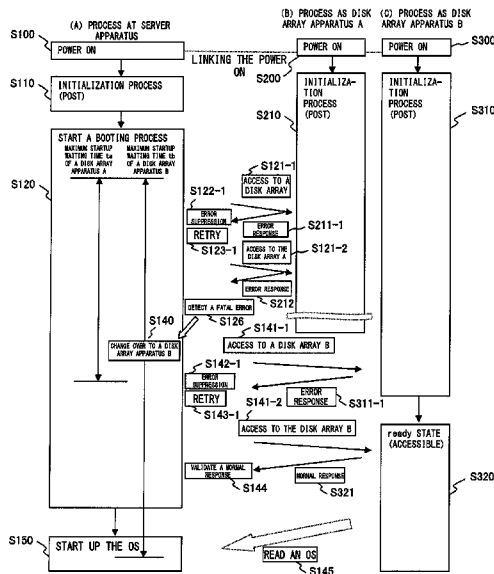 (A) PROCESS AT SERVER
APPARATUS
(B) PROCESS AS DISK
ARRAY APPARATUS A
(C) PROCESS AS DISK
ARRAY APPARATUS B
S100
POWER ON
LINKING THE POWER
ON
POWER ON
S200
POWER ON
S300
S110
INITIALIZATION PROCESS
(POST)
S210
INITIALIZA-
TION
PROCESS
(POST)
INITIALIZA-
TION
PROCESS
(POST)
S310
START A BOOTING PROCESS
MAXIMUM STARTUP
WAITING TIME ta
OF A DISK ARRAY
APPARATUS A
MAXIMUM STARTUP
WAITING TIME tb
OF A DISK ARRAY
APPARATUS B
S120
S121-1
ACCESS TO A
DISK ARRAY
S122-1
ERROR
SUPPRESSION
RETRY
S123-1
ERROR
RESPONSE
S211-1
ACCESS TO THE
DISK ARRAY A
S121-2
ERROR RESPONSE
S212
DETECT A FATAL ERROR
S126
S140
CHANGE OVER TO A DISK
ARRAY APPARATUS B
S141-1
ACCESS TO A DISK ARRAY B
S142-1
ERROR
SUPPRESSION
RETRY
S143-1
S141-2
ERROR
RESPONSE
S311-1
ACCESS TO THE DISK ARRAY B
ready STATE
(ACCESSIBLE)
S320
VALIDATE A NORMAL
RESPONSE
S144
NORMAL RESPONSE
S321
S150
START UP THE OS
READ AN OS
S145